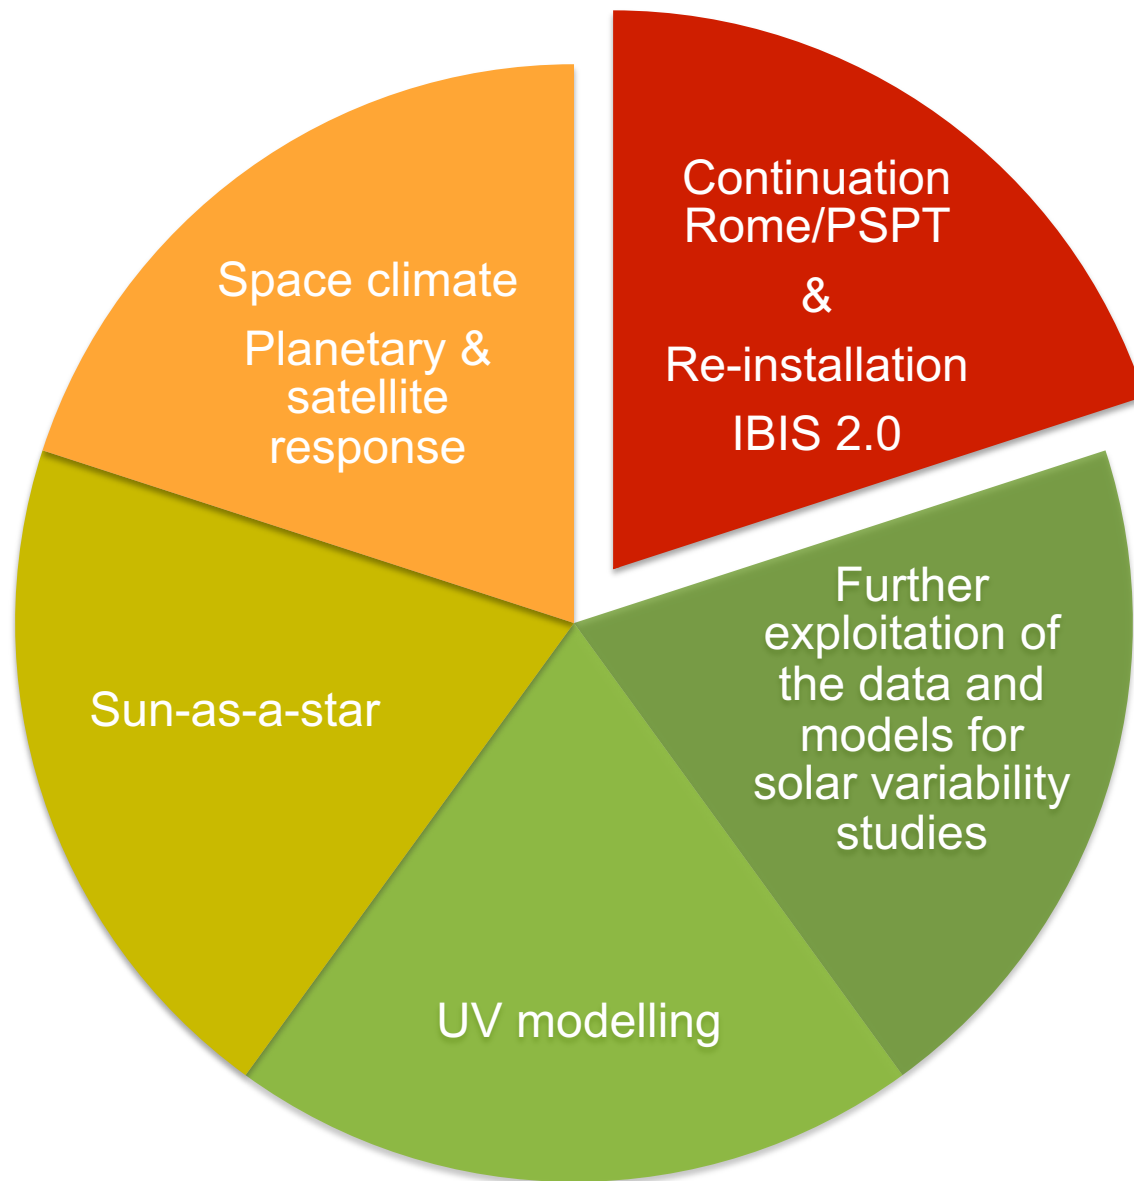 Continuation
Rome/PSPT
&
Re-installation
IBIS 2.0
Further
exploitation of
the data and
models for
solar variability
studies
UV modelling
Sun-as-a-star
Space climate
Planetary &
satellite
response